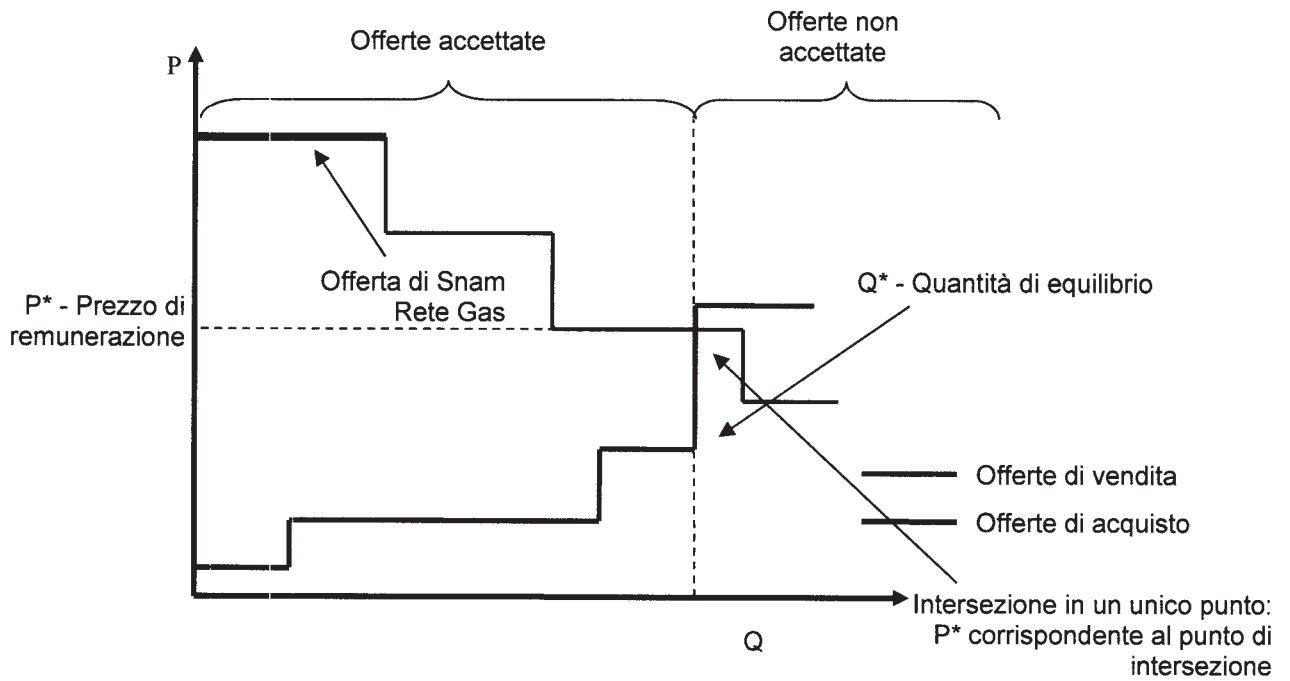 Offerte accettate
Offerte non
accettate
P
Offerta di Snam
Rete Gas
P* - Prezzo di
remunerazione
Q* - Quantità di equilibrio
Offerte di vendita
Offerte di acquisto
Intersezione in un unico punto:
P* corrispondente al punto di
intersezione
Q